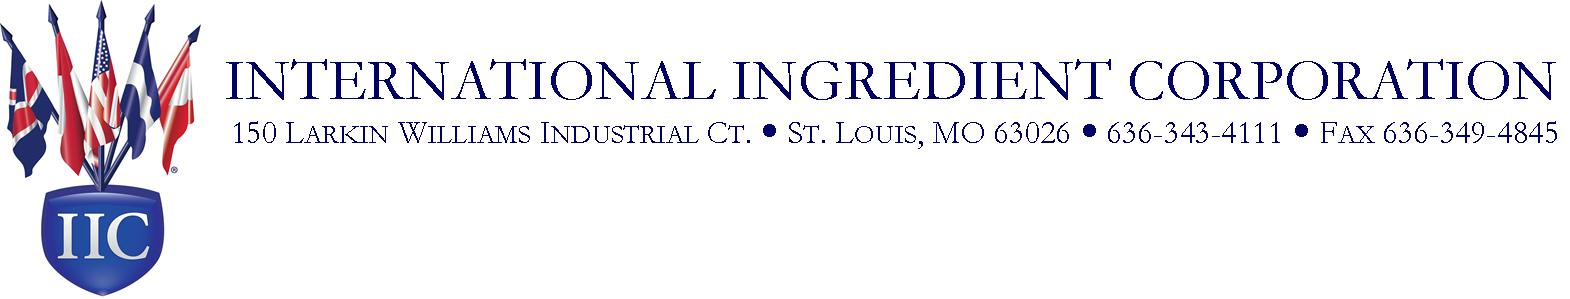 INTERNATIONAL INGREDIENT CORPORATION
150 LARKIN WILLIAMS INDUSTRIAL CT. • ST. LOUIS, MO 63026 • 636-343-4111 • FAX 636-349-4845
®
IIC